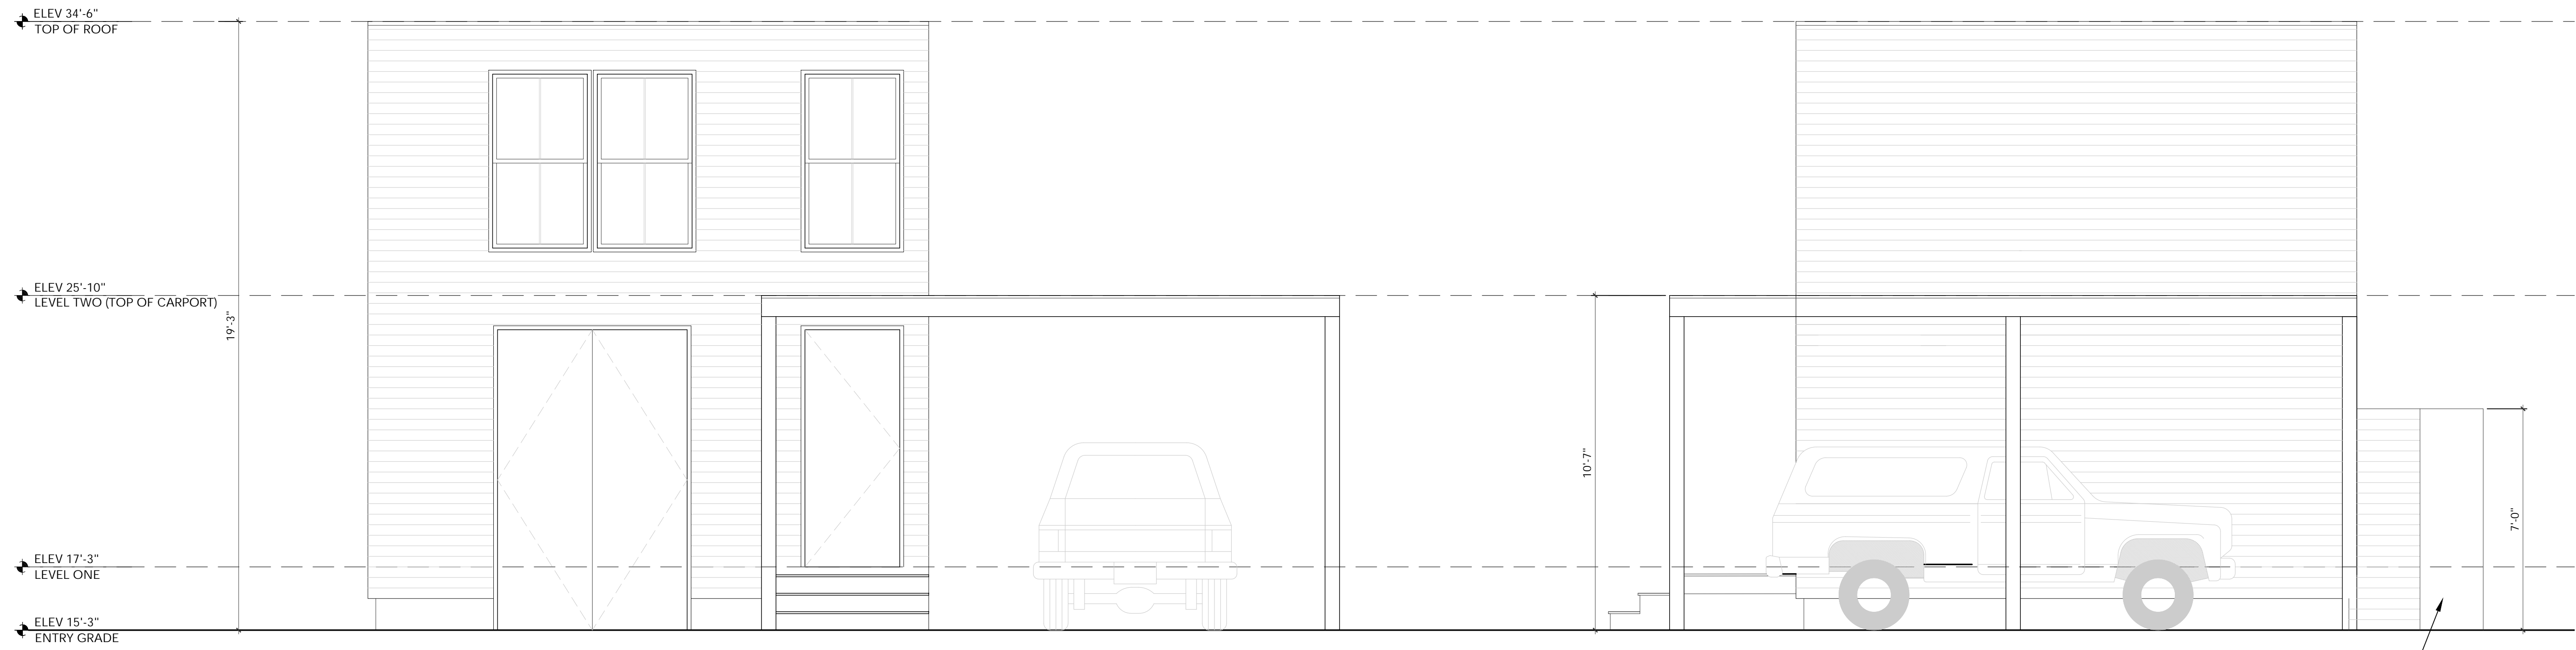 ELEV 34'-6"
TOP OF ROOF
ELEV 25'-10"
LEVEL TWO (TOP OF CARPORT)
19'-3"
10'-7"
7'-0"
ELEV 17'-3"
LEVEL ONE
ELEV 15'-3"
ENTRY GRADE